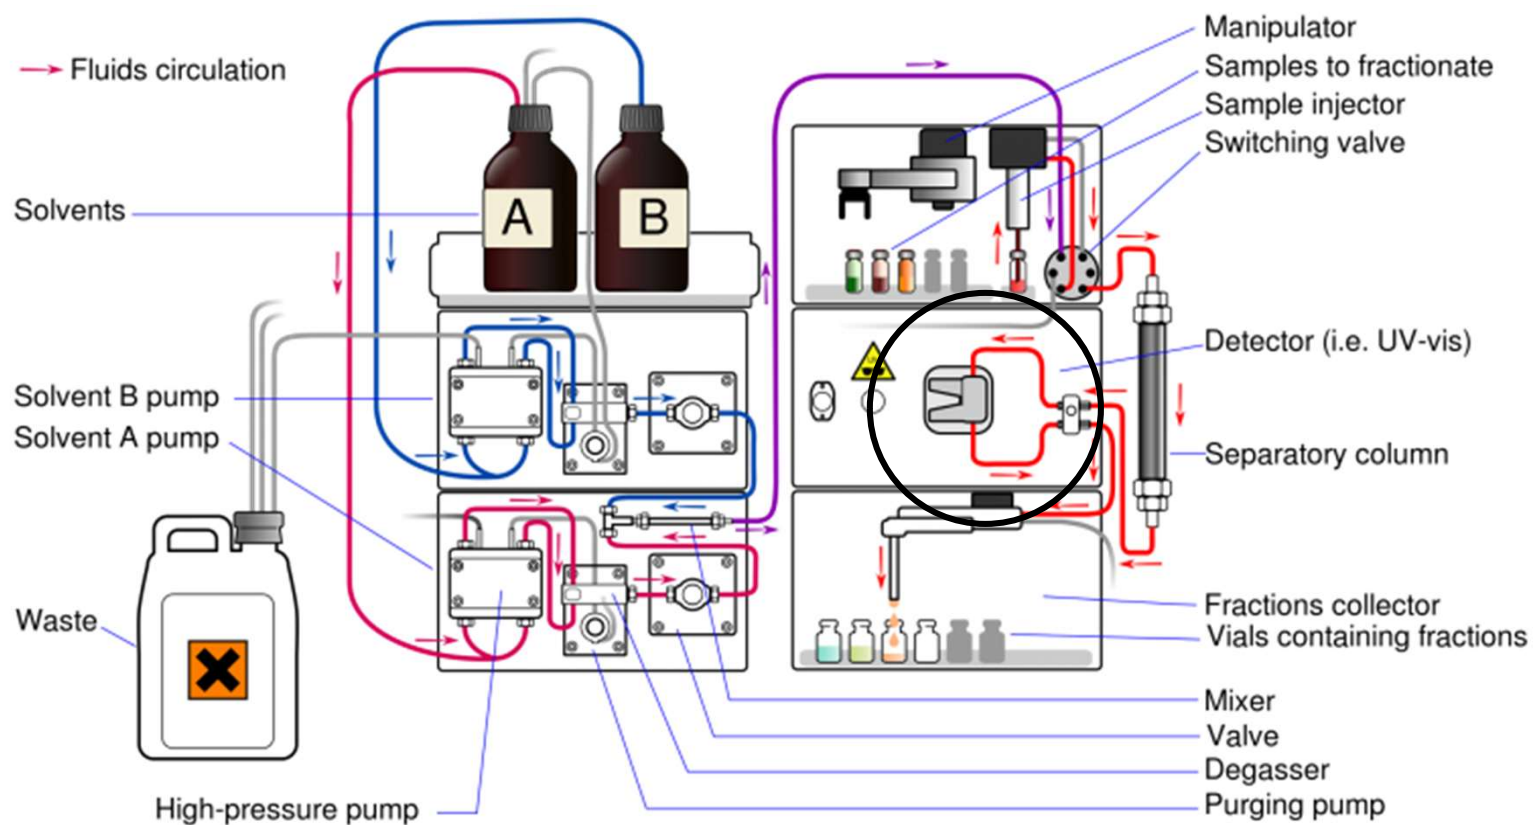 Fluids circulation
Solvents
A
B
Solvent B pump
Solvent A pump
Waste
High-pressure pump
Manipulator
Samples to fractionate
Sample injector
Switching valve
Detector (i.e. UV-vis)
Separatory column
Fractions collector
Vials containing fractions
Mixer
Valve
Degasser
Purging pump